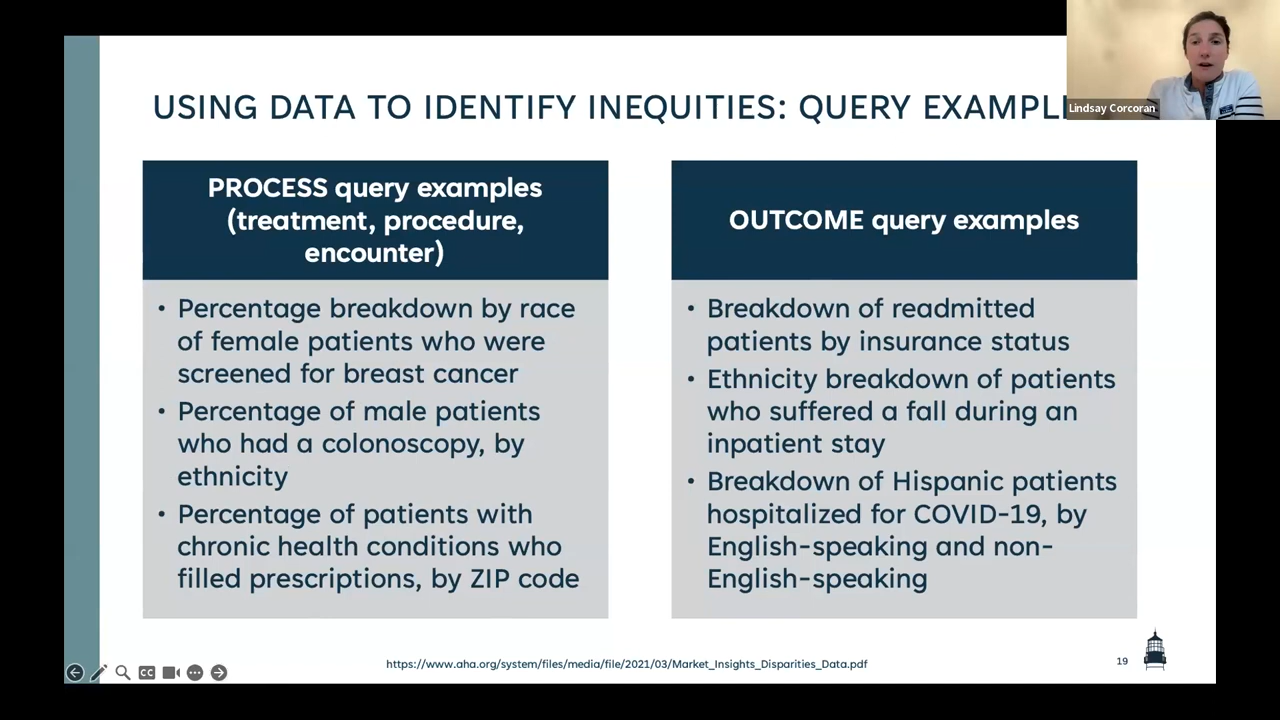 Lindsay Corcoran
USING DATA TO IDENTIFY INEQUITIES: QUERY
PROCESS query examples
(treatment, procedure,
encounter)
• Percentage breakdown by race
of female patients who were
screened for breast cancer
• Percentage of male patients
who had a colonoscopy, by
ethnicity
• Percentage of patients with
chronic health conditions who
filled prescriptions, by ZIP code
OUTCOME query examples
• Breakdown of readmitted
patients by insurance status
• Ethnicity breakdown of patients
who suffered a fall during an
inpatient stay
• Breakdown of Hispanic patients
hospitalized for COVID-19, by
English-speaking and non-
English-speaking
CC
https://www.aha.org/system/files/media/file/2021/03/Market_Insights_Disparities_Data.pdf
19